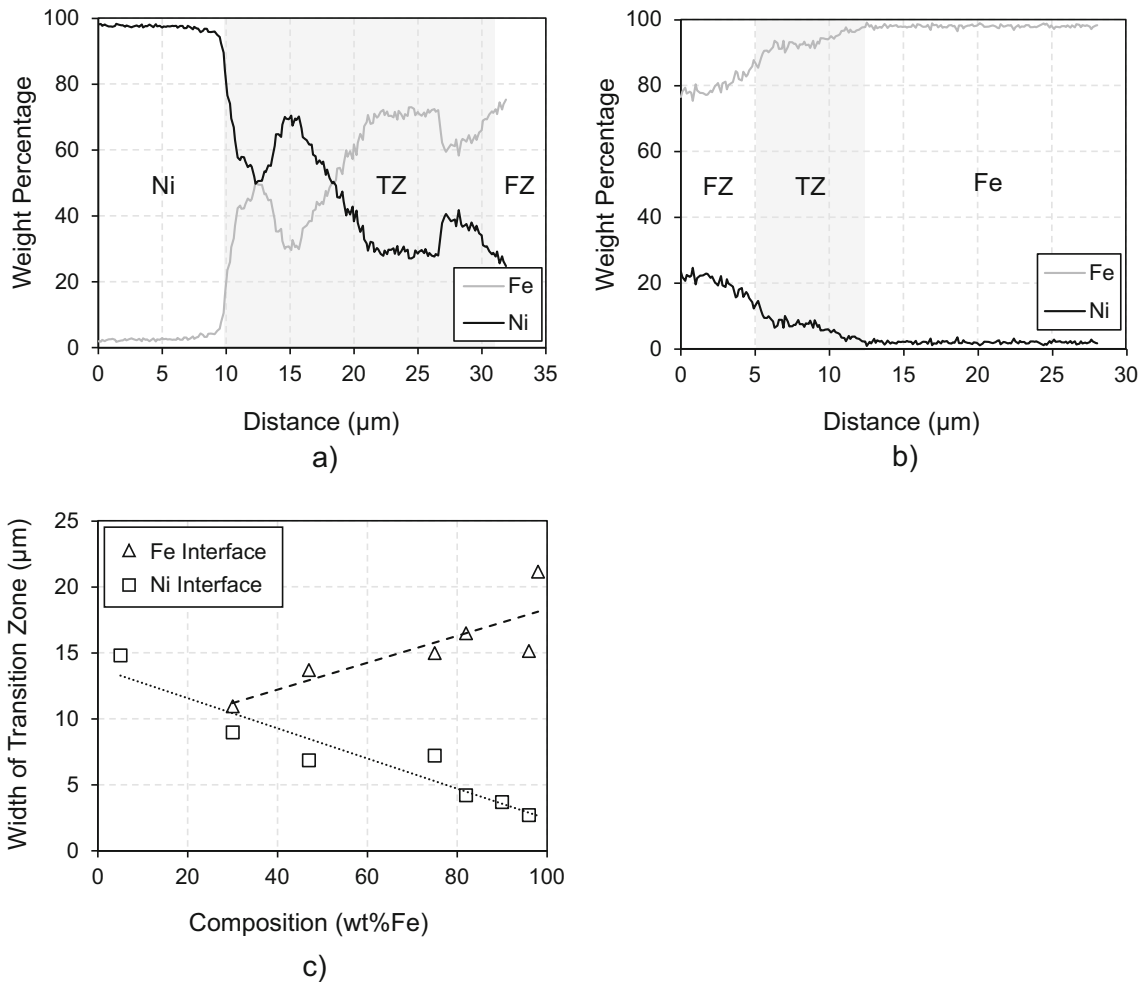 100
80
60
40
20
0
Weight Percentage
Ni
TZ
FZ
Fe
Ni
0 5 10 15 20 25 30 35
Distance (µm)
a)
100
80
60
40
20
0
Weight Percentage
FZ
TZ
Fe
Fe
Ni
0 5 10 15 20 25 30
Distance (µm)
b)
25
20
15
10
5
0
Width of Transition Zone (µm)
Fe Interface
Ni Interface
0 20 40 60 80 100
Composition (wt%Fe)
c)